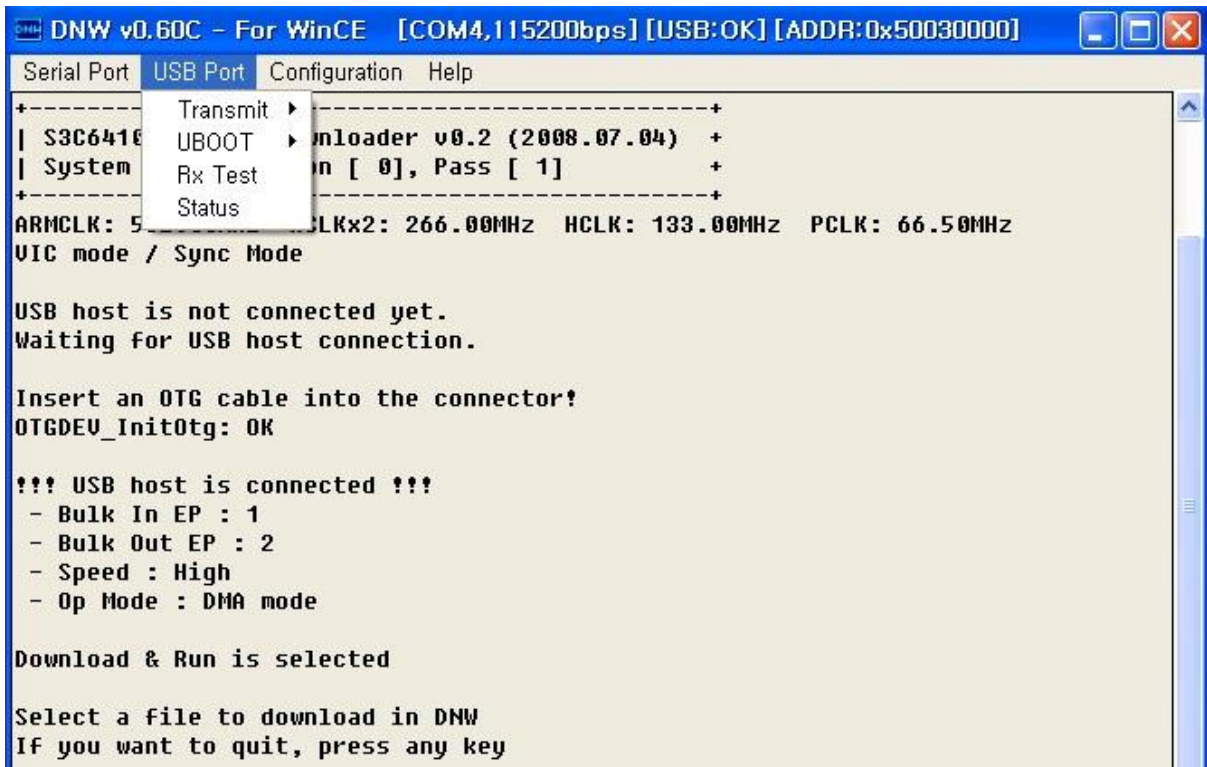 DNW v0.60C - For WinCE [COM4,115200bps][USB:OK][ADDR:0x50030000]
Serial Port USB Port Configuration Help
Transmit
UBOOT
Rx Test
Status
+-------- ----------------------------+
| S3C6410 nloader v0.2 (2008.07.04) +
| System n [ 0], Pass [ 1] +
+-------- ----------------------------+
ARMCLK: LKx2: 266.00MHz HCLK: 133.00MHz PCLK: 66.50MHz
VIC mode / Sync Mode
USB host is not connected yet.
Waiting for USB host connection.
Insert an OTG cable into the connector!
OTGDEV_InitOtg: OK
!!! USB host is connected !!!
- Bulk In EP : 1
- Bulk Out EP : 2
- Speed : High
- Op Mode : DMA mode
Download & Run is selected
Select a file to download in DNW
If you want to quit, press any key